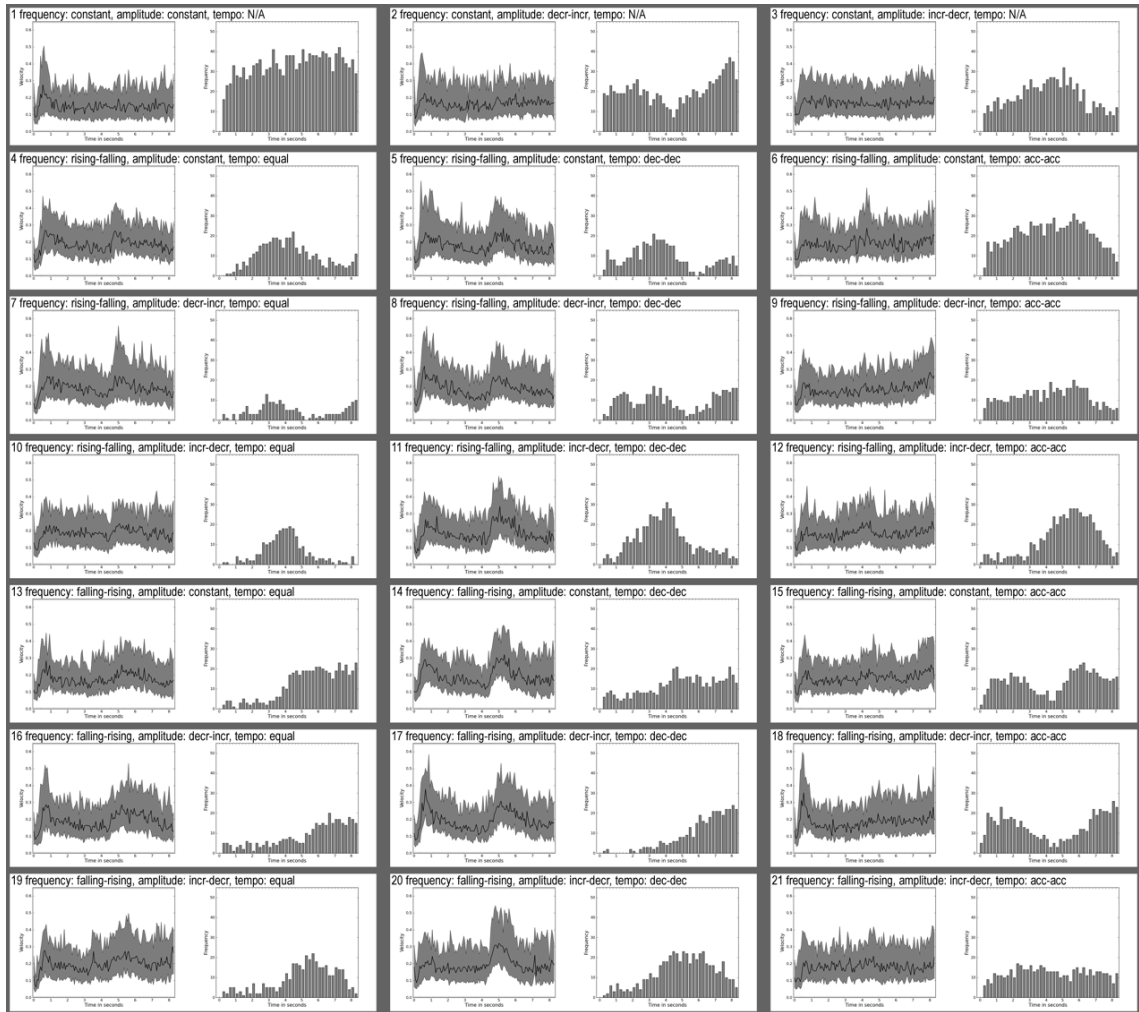 1 frequency: constant, amplitude: constant, tempo: N/A
2 frequency: constant, amplitude: decr-incr, tempo: N/A
3 frequency: constant, amplitude: incr-decr, tempo: N/A
Velocity
Frequency
Time in seconds
4 frequency: rising-falling, amplitude: constant, tempo: equal
5 frequency: rising-falling, amplitude: constant, tempo: dec-dec
6 frequency: rising-falling, amplitude: constant, tempo: acc-acc
7 frequency: rising-falling, amplitude: decr-incr, tempo: equal
8 frequency: rising-falling, amplitude: decr-incr, tempo: dec-dec
9 frequency: rising-falling, amplitude: decr-incr, tempo: acc-acc
10 frequency: rising-falling, amplitude: incr-decr, tempo: equal
11 frequency: rising-falling, amplitude: incr-decr, tempo: dec-dec
12 frequency: rising-falling, amplitude: incr-decr, tempo: acc-acc
13 frequency: falling-rising, amplitude: constant, tempo: equal
14 frequency: falling-rising, amplitude: constant, tempo: dec-dec
15 frequency: falling-rising, amplitude: constant, tempo: acc-acc
16 frequency: falling-rising, amplitude: decr-incr, tempo: equal
17 frequency: falling-rising, amplitude: decr-incr, tempo: dec-dec
18 frequency: falling-rising, amplitude: decr-incr, tempo: acc-acc
19 frequency: falling-rising, amplitude: incr-decr, tempo: equal
20 frequency: falling-rising, amplitude: incr-decr, tempo: dec-dec
21 frequency: falling-rising, amplitude: incr-decr, tempo: acc-acc